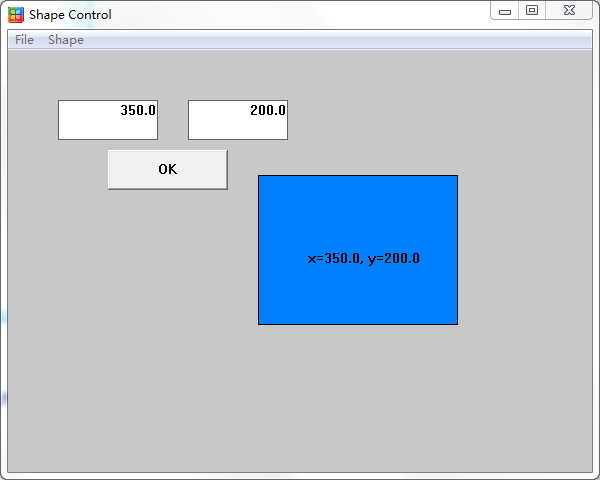 Shape Control
File Shape
350.0 200.0
OK
x=350.0, y=200.0